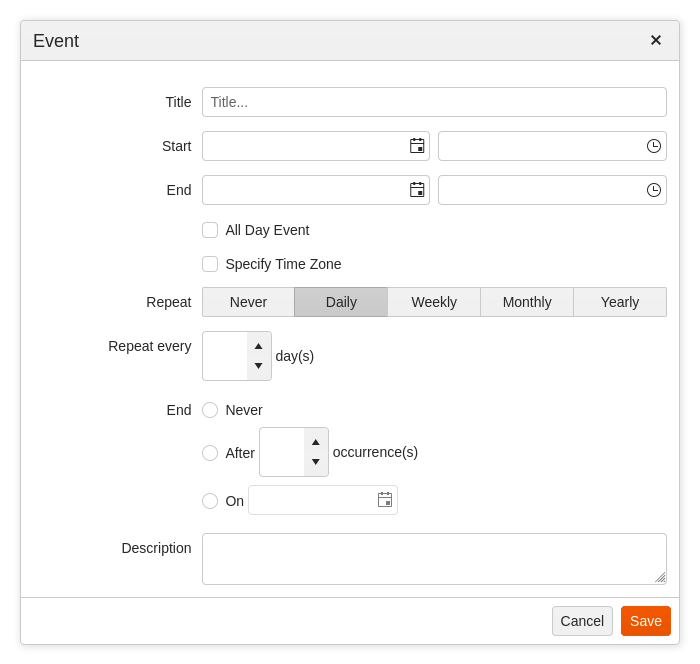 Event
Title Title...
Start
End
All Day Event
Specify Time Zone
Repeat Never Daily Weekly Monthly Yearly
Repeat every day(s)
End Never
After occurrence(s)
On
Description
Cancel Save